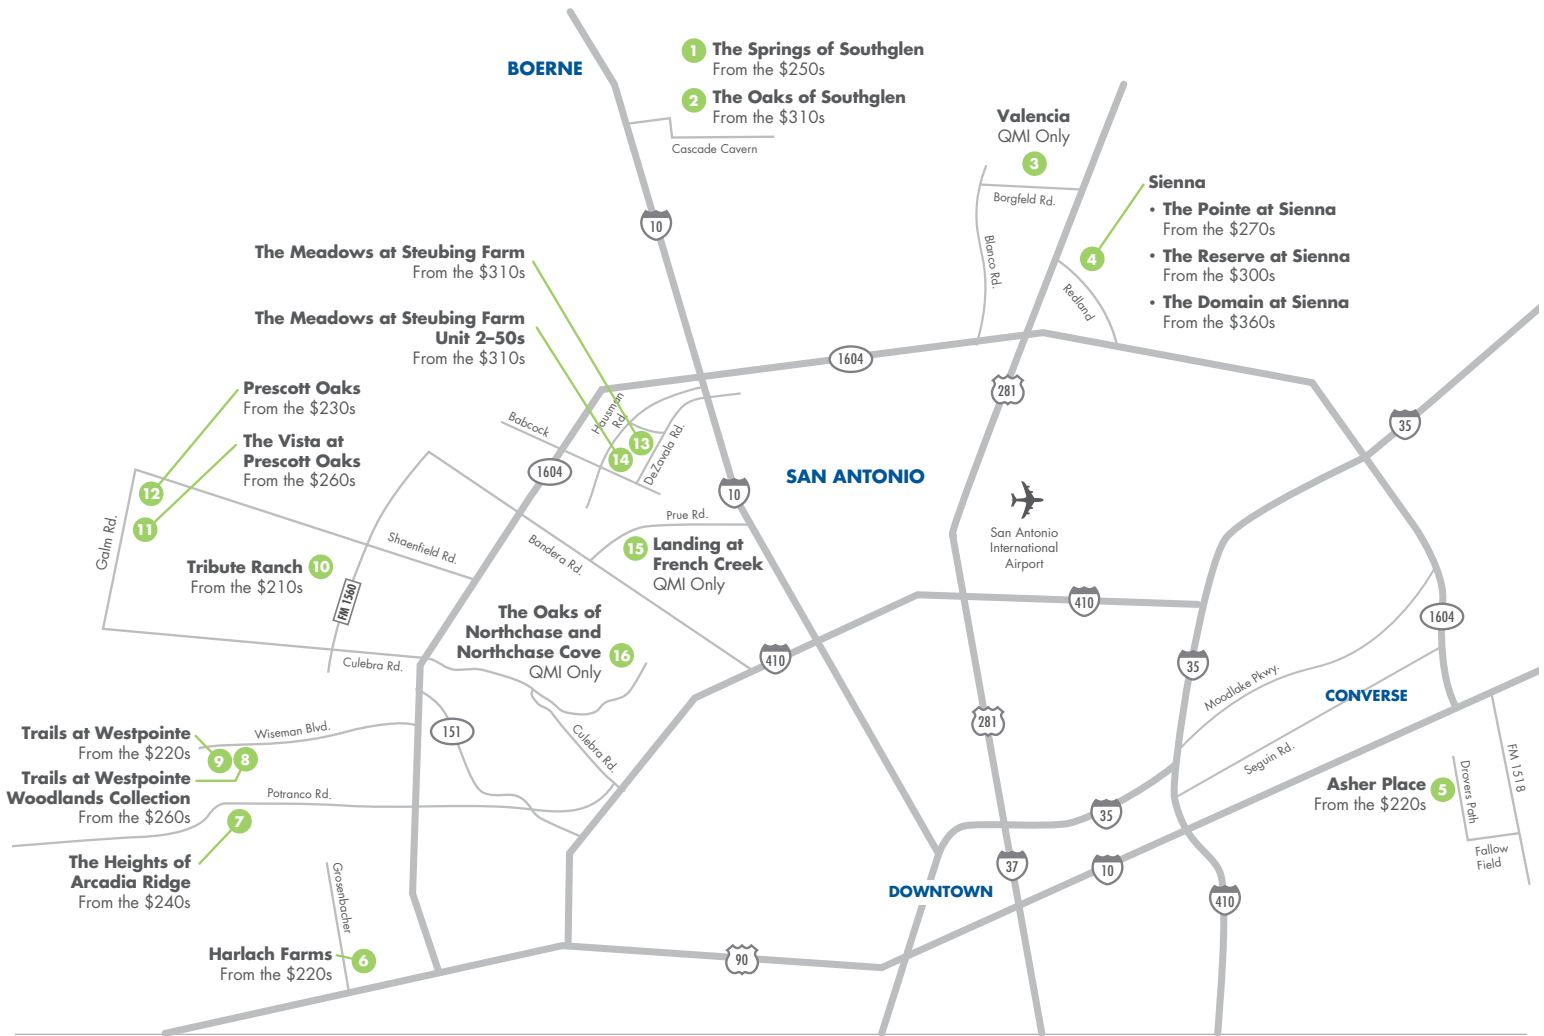 BOERNE
1 The Springs of Southglen
From the $250s
2 The Oaks of Southglen
From the $310s
Cascade Cavern
Valencia
QMI Only
3
Borgfeld Rd.
Blanco Rd.
Sienna
• The Pointe at Sienna
From the $270s
• The Reserve at Sienna
From the $300s
• The Domain at Sienna
From the $360s
4
Redland
10
The Meadows at Steubing Farm
From the $310s
The Meadows at Steubing Farm
Unit 2–50s
From the $310s
1604
281
35
Prescott Oaks
From the $230s
The Vista at
Prescott Oaks
From the $260s
Babcock
Hausman
Rd.
DeZavala Rd.
13
14
1604
10
SAN ANTONIO
San Antonio
International
Airport
12
11
Galm Rd.
Shaenfield Rd.
Bandera Rd.
Prue Rd.
15 Landing at
French Creek
QMI Only
Tribute Ranch 10
From the $210s
FM 1560
The Oaks of
Northchase and
Northchase Cove 16
QMI Only
Culebra Rd.
410
410
35
1604
Moodlake Pkwy.
CONVERSE
Seguin Rd.
Trails at Westpointe
From the $220s
9
8
Trails at Westpointe
Woodlands Collection
From the $260s
Wiseman Blvd.
151
Culebra Rd.
281
Potranco Rd.
7
The Heights of
Arcadia Ridge
From the $240s
Asher Place 5
From the $220s
Drovers Path
FM 1518
Fallow
Field
35
37
10
410
DOWNTOWN
Grosenbacher
Harlach Farms 6
From the $220s
90